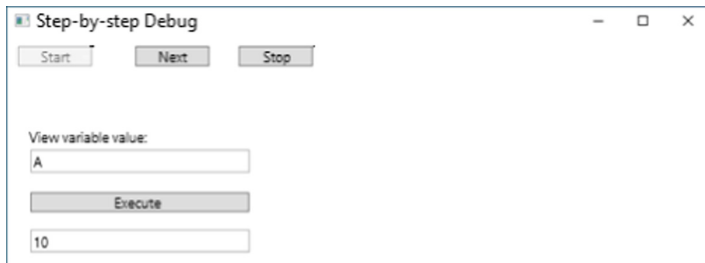 Step-by-step Debug
Start Next Stop
View variable value:
A
Execute
10